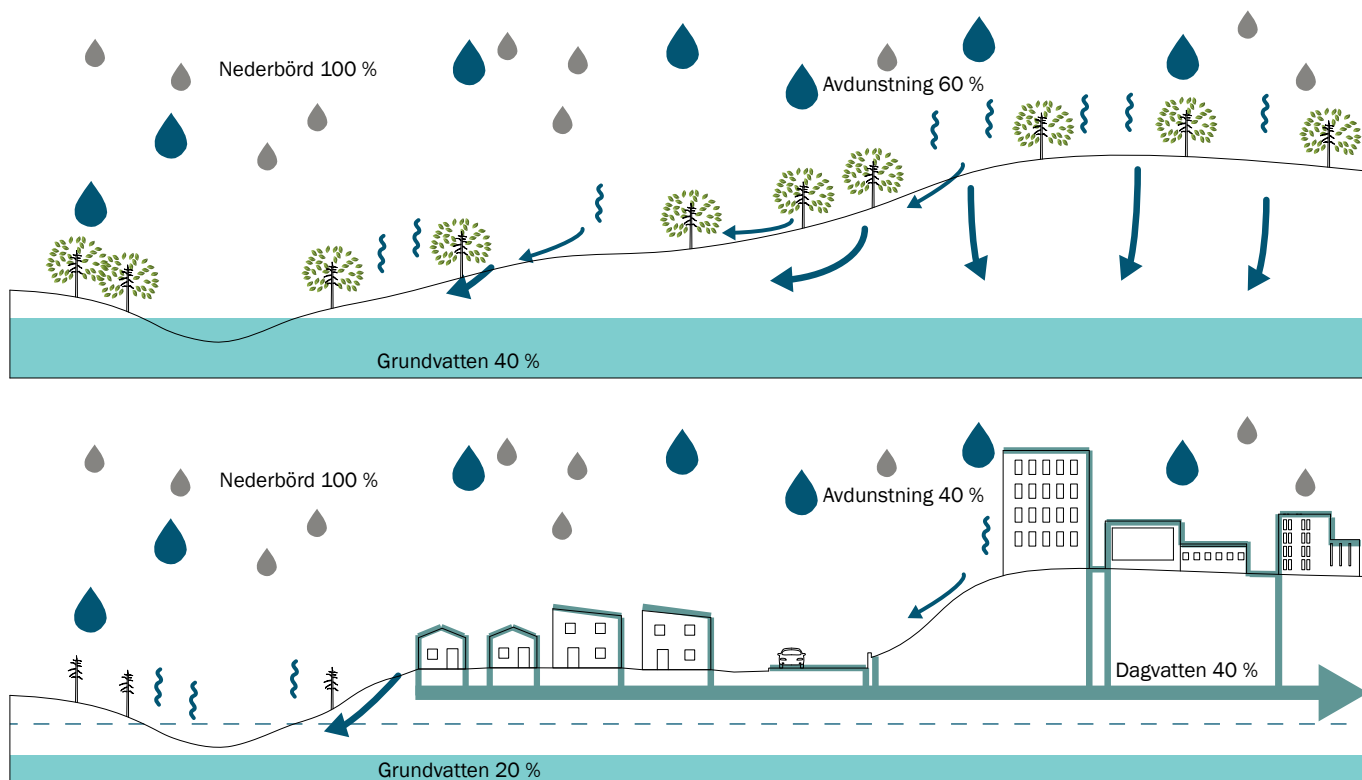 Nederbörd 100 %
Avdunstning 60 %
Grundvatten 40 %
Nederbörd 100 %
Avdunstning 40 %
Dagvatten 40 %
Grundvatten 20 %